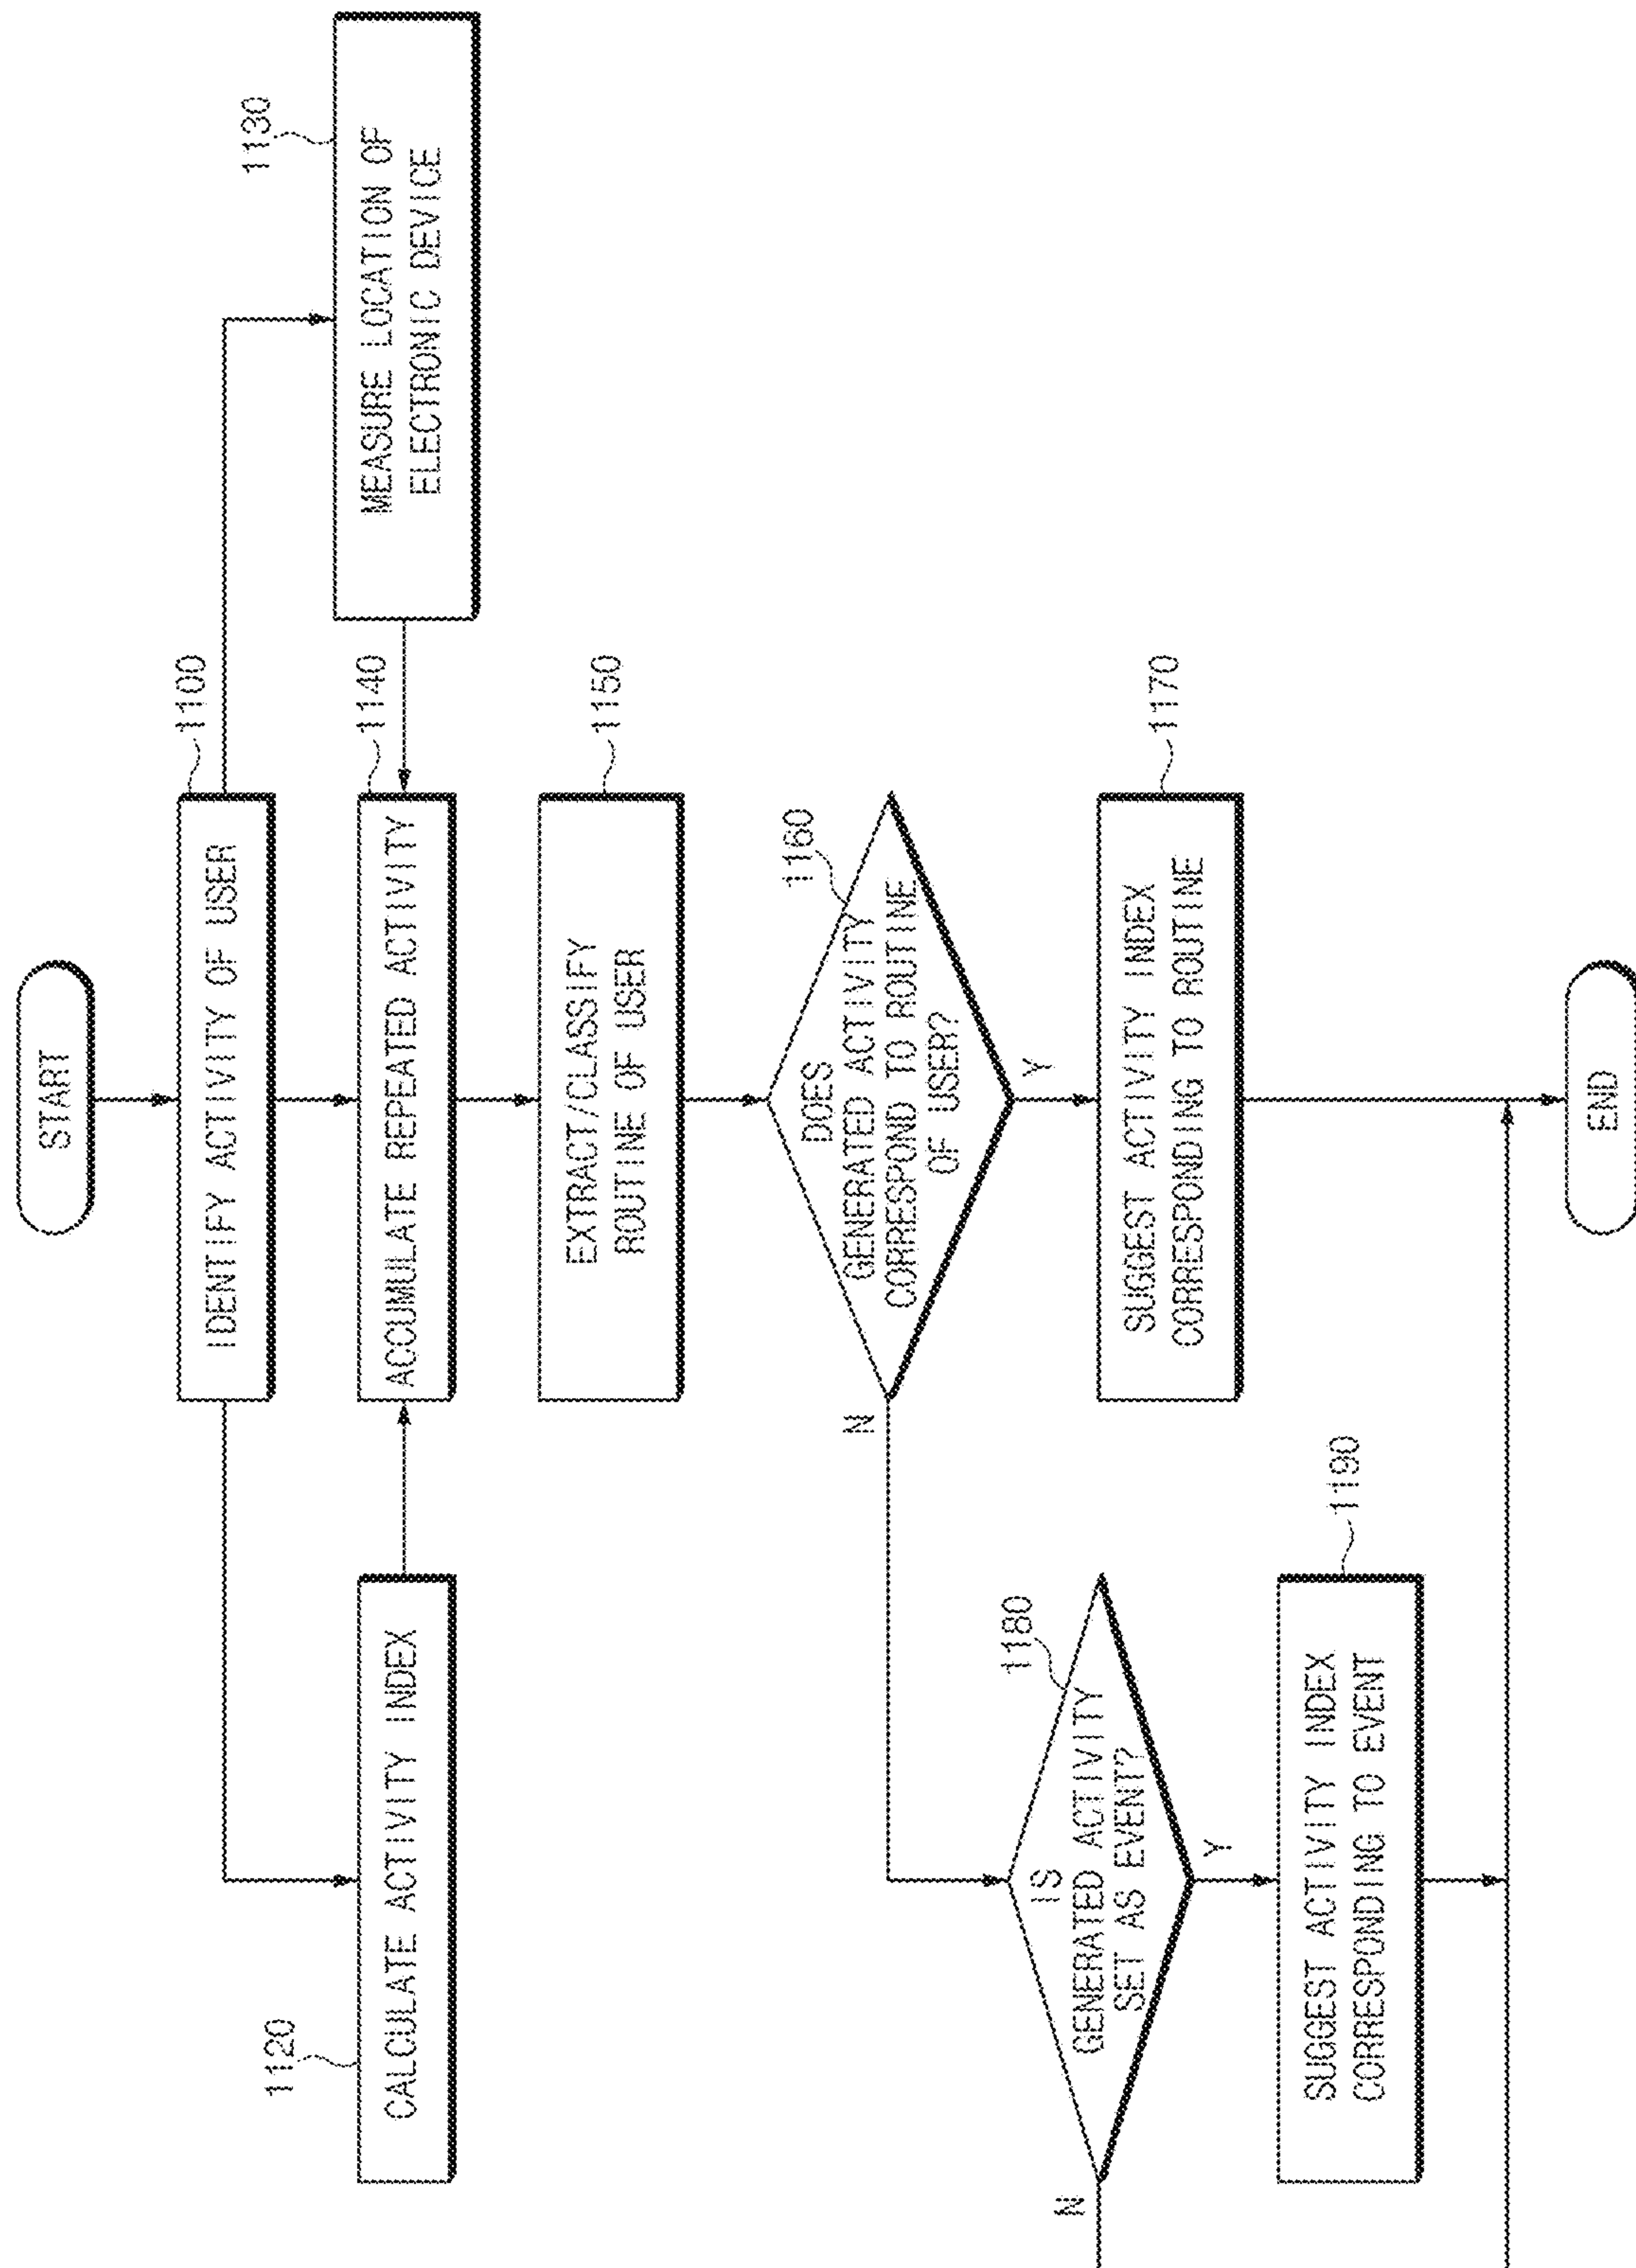 START
1100
IDENTIFY ACTIVITY OF USER
1120
CALCULATE ACTIVITY INDEX
1130
MEASURE LOCATION OF
ELECTRONIC DEVICE
1140
ACCUMULATE REPEATED ACTIVITY
1150
EXTRACT/CLASSIFY
ROUTINE OF USER
1160
DOES
GENERATED ACTIVITY
CORRESPOND TO ROUTINE
OF USER?
N
Y
1170
SUGGEST ACTIVITY INDEX
CORRESPONDING TO ROUTINE
1180
IS
GENERATED ACTIVITY
SET AS EVENT?
N
Y
1190
SUGGEST ACTIVITY INDEX
CORRESPONDING TO EVENT
END